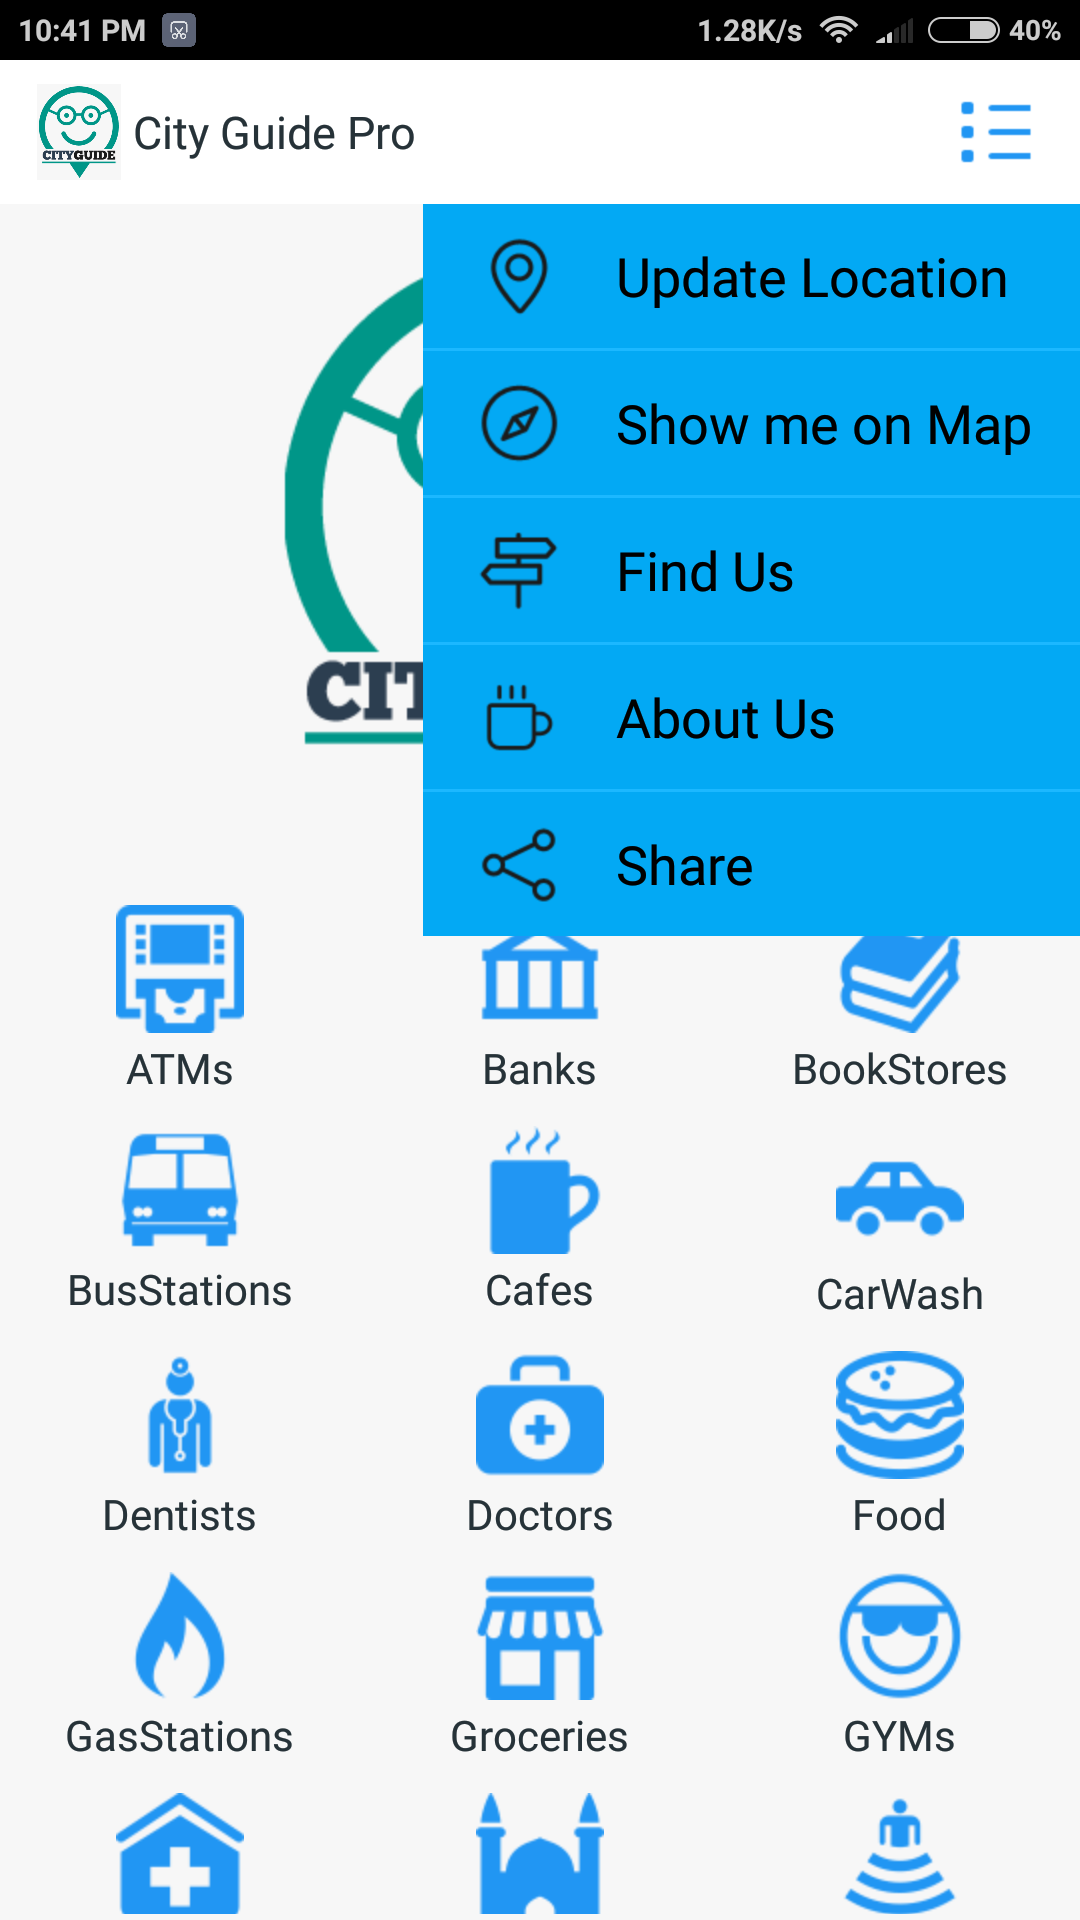 10:41 PM 1.28K/s 40%
CITYGUIDE
City Guide Pro
Update Location
Show me on Map
Find Us
About Us
Share
CIT
ATMs Banks BookStores
BusStations Cafes CarWash
Dentists Doctors Food
GasStations Groceries GYMs